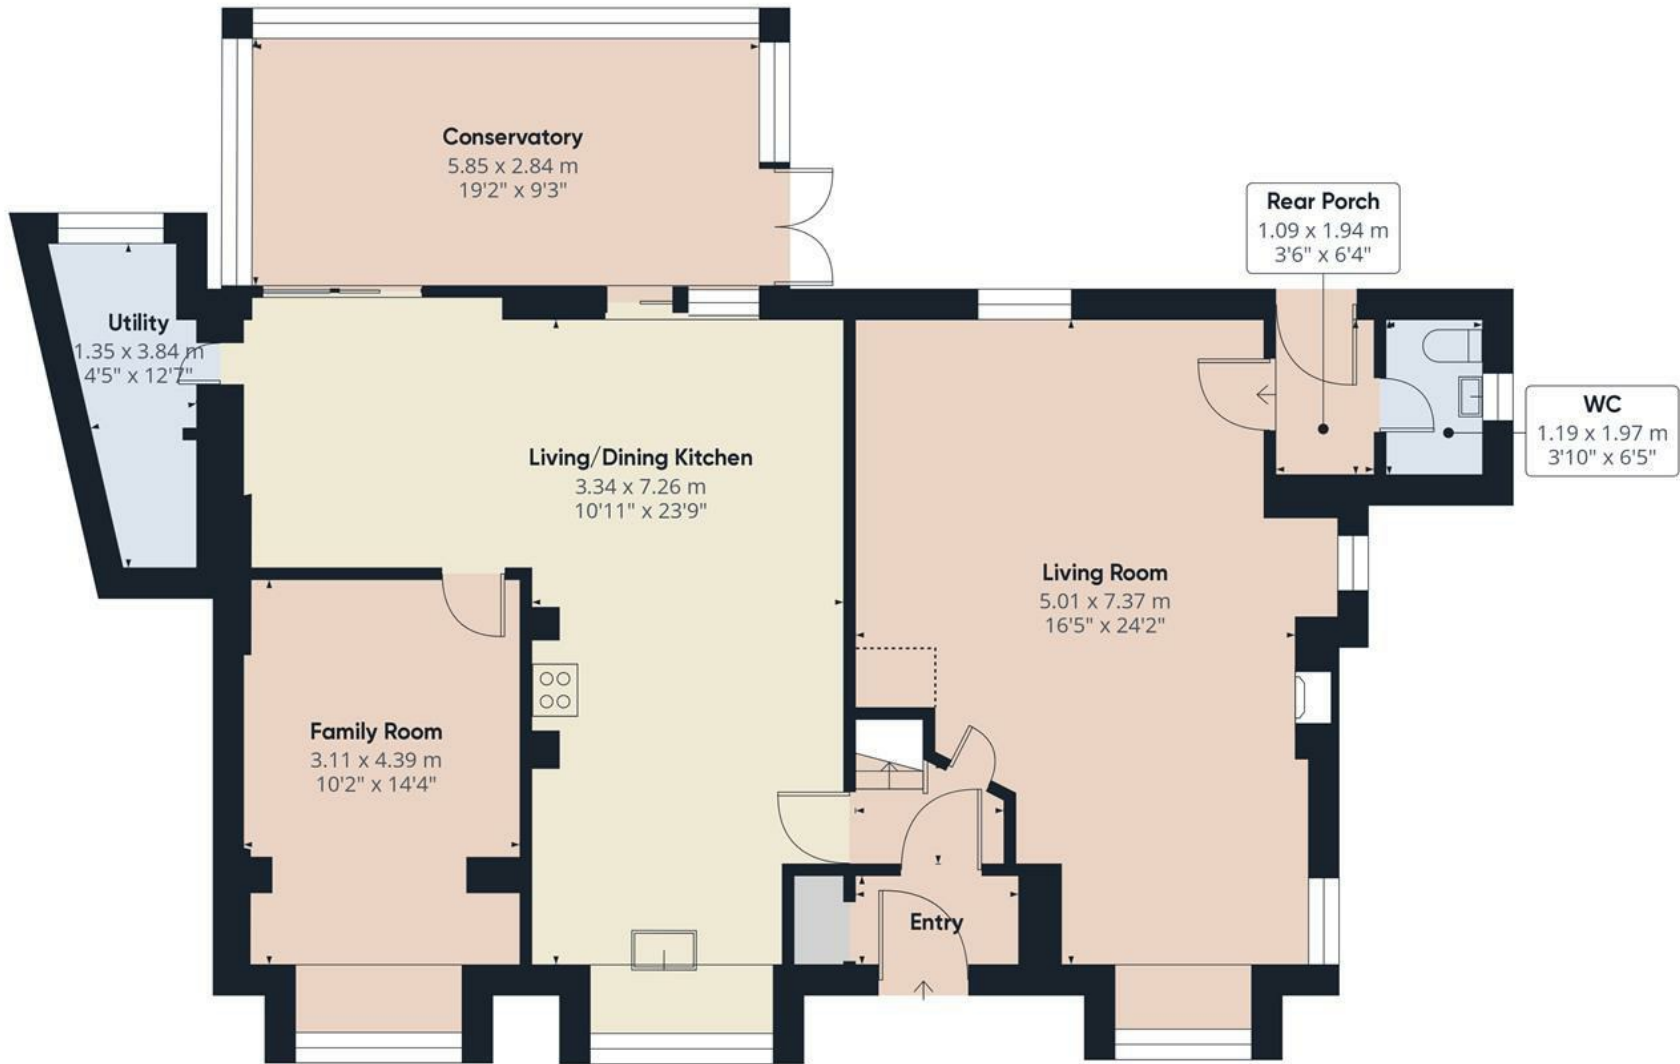 Conservatory
5.85 x 2.84 m
19'2" x 9'3"
Rear Porch
1.09 x 1.94 m
3'6" x 6'4"
Utility
1.35 x 3.84 m
4'5" x 12'7"
WC
1.19 x 1.97 m
3'10" x 6'5"
Living/Dining Kitchen
3.34 x 7.26 m
10'11" x 23'9"
Living Room
5.01 x 7.37 m
16'5" x 24'2"
Family Room
3.11 x 4.39 m
10'2" x 14'4"
Entry